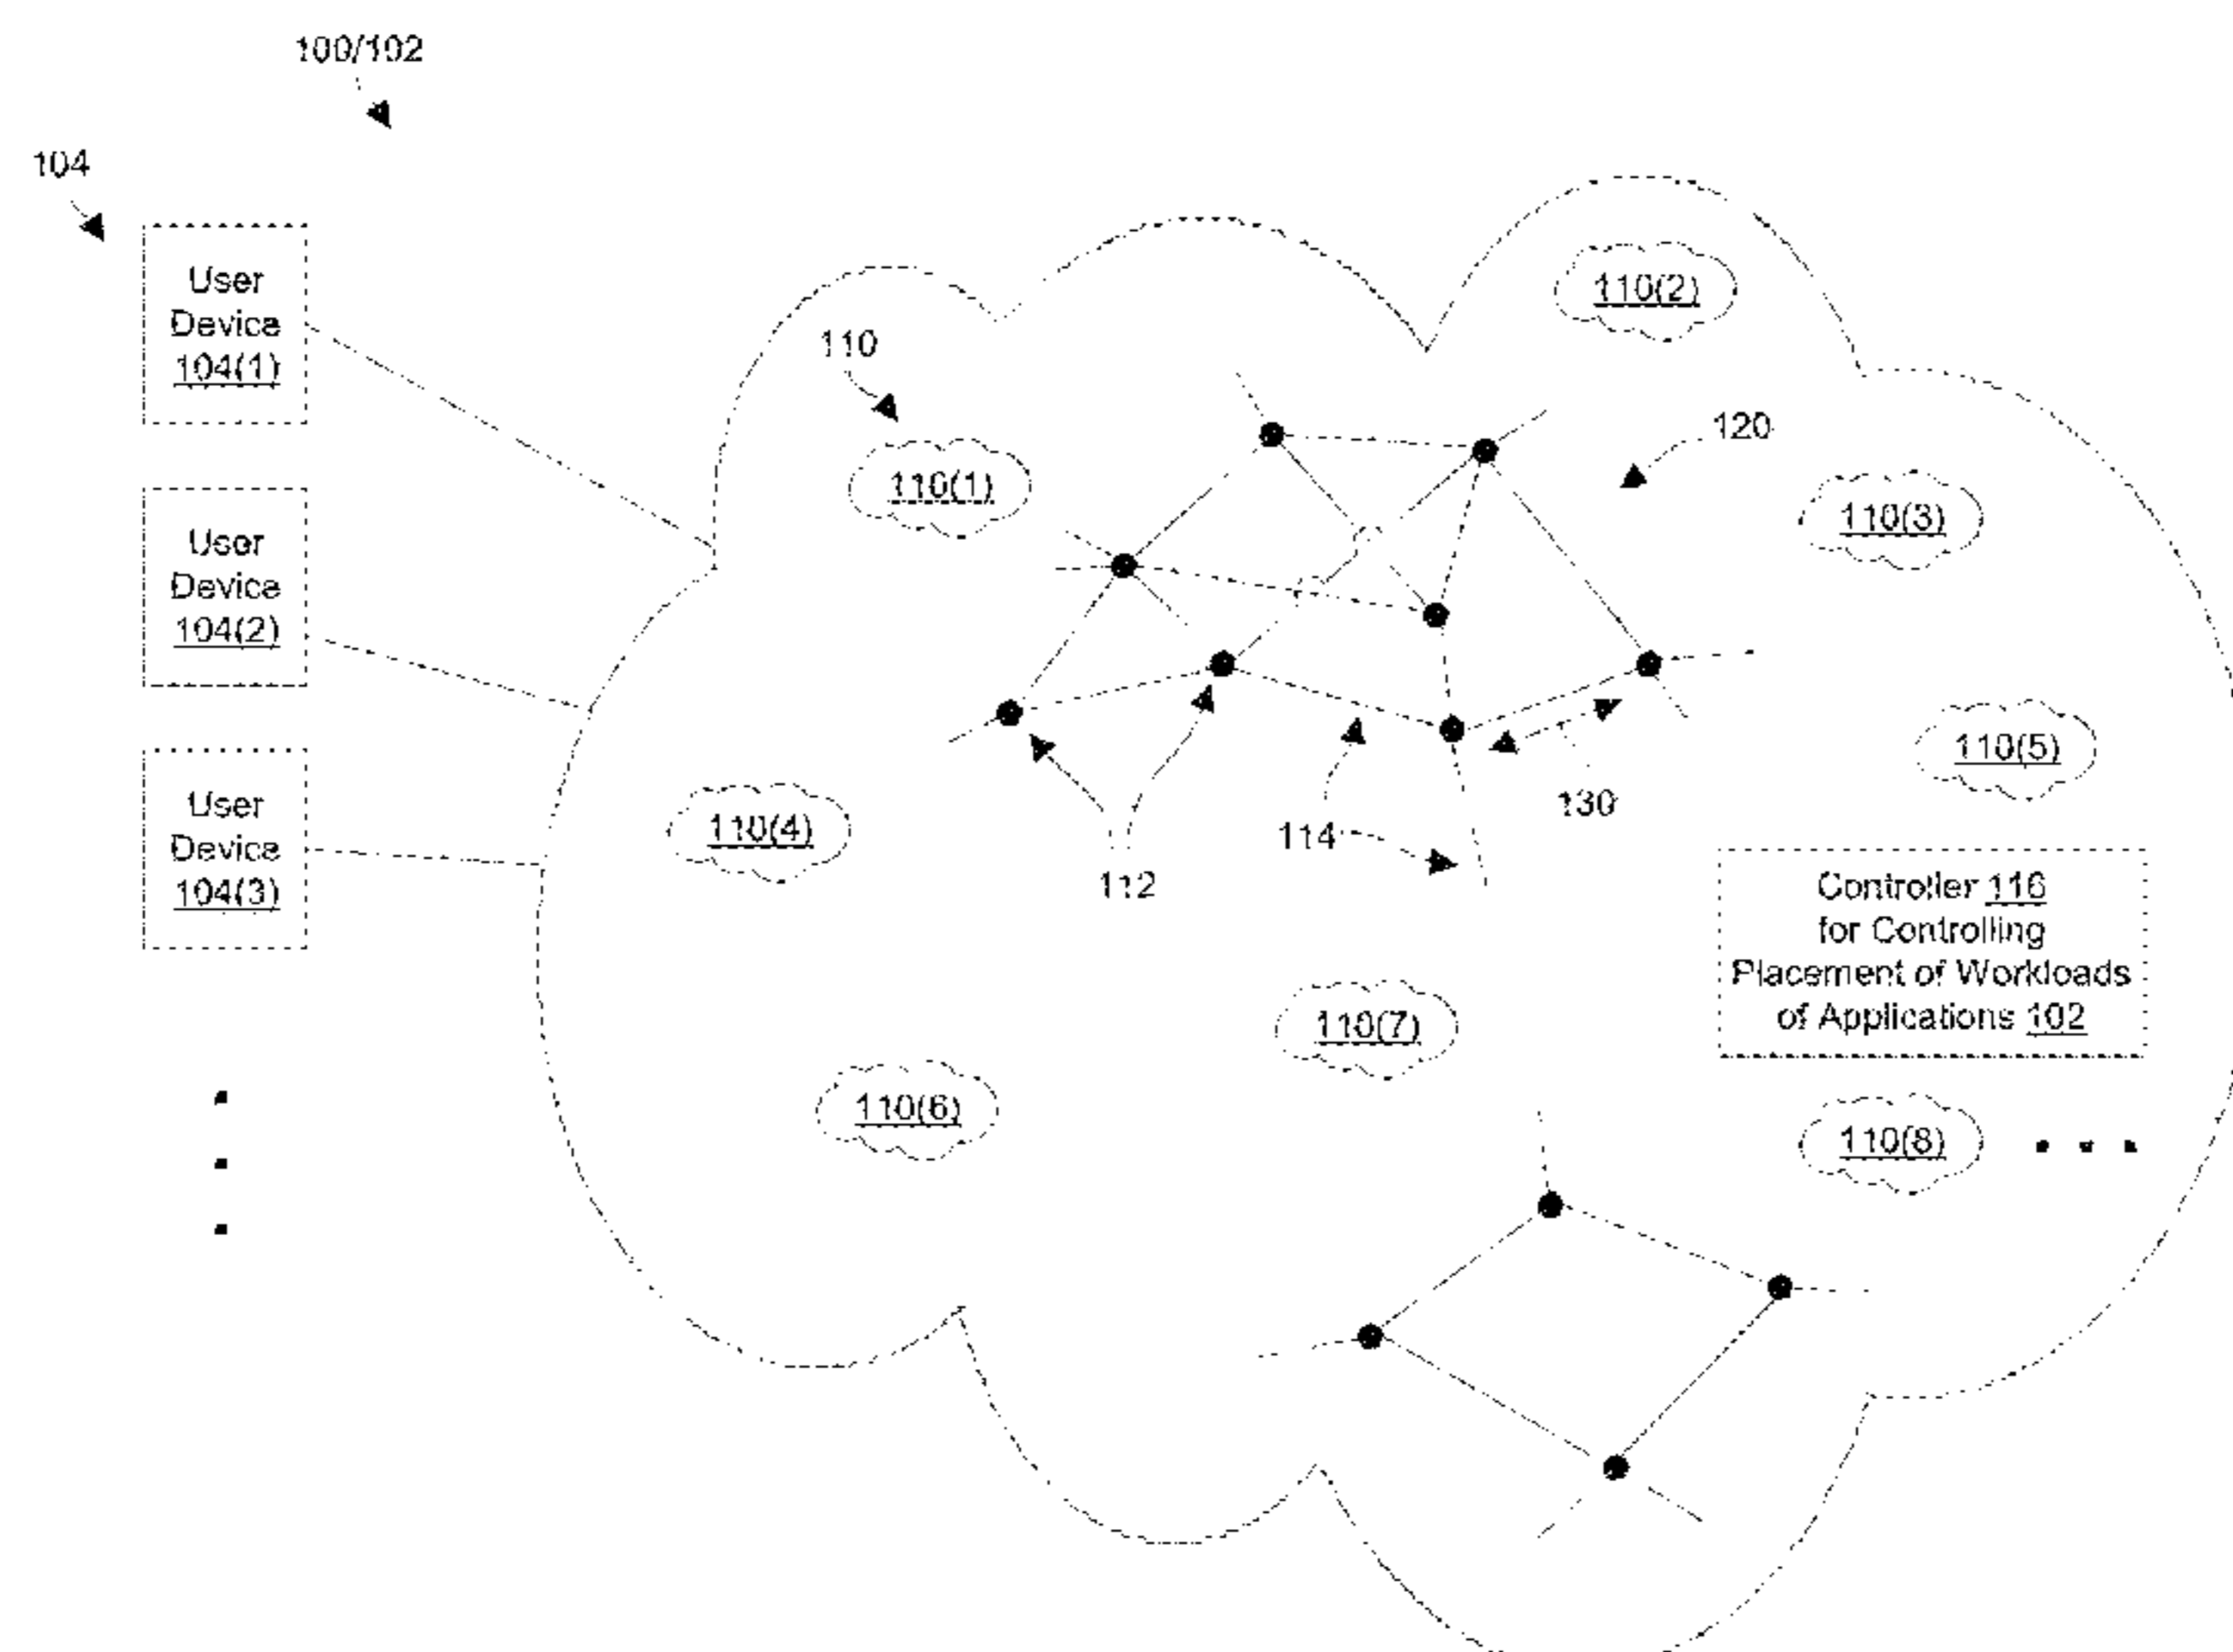 100/102
104
User
Device
104(1)
User
Device
104(2)
User
Device
104(3)
110
110(1)
110(2)
120
110(3)
110(4)
112
114
130
110(5)
Controller 116
for Controlling
Placement of Workloads
of Applications 102
110(6)
110(7)
110(8)